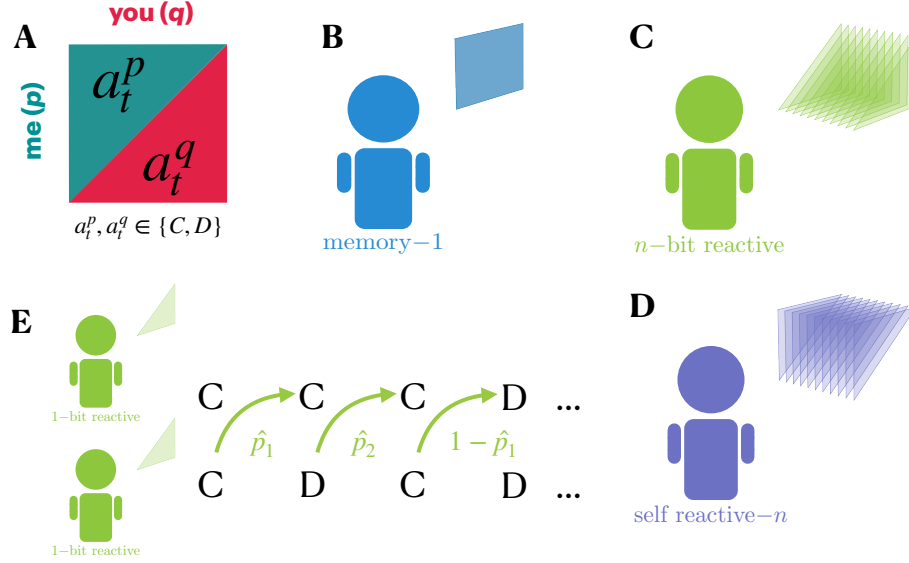 A
you (q)
me (p)
a_t^p
a_t^q
a_t^p, a_t^q ∈ {C, D}
B
memory−1
C
n−bit reactive
D
self reactive−n
E
1−bit reactive
1−bit reactive
C C C D ...
p̂_1 p̂_2 1 − p̂_1
C D C D ...